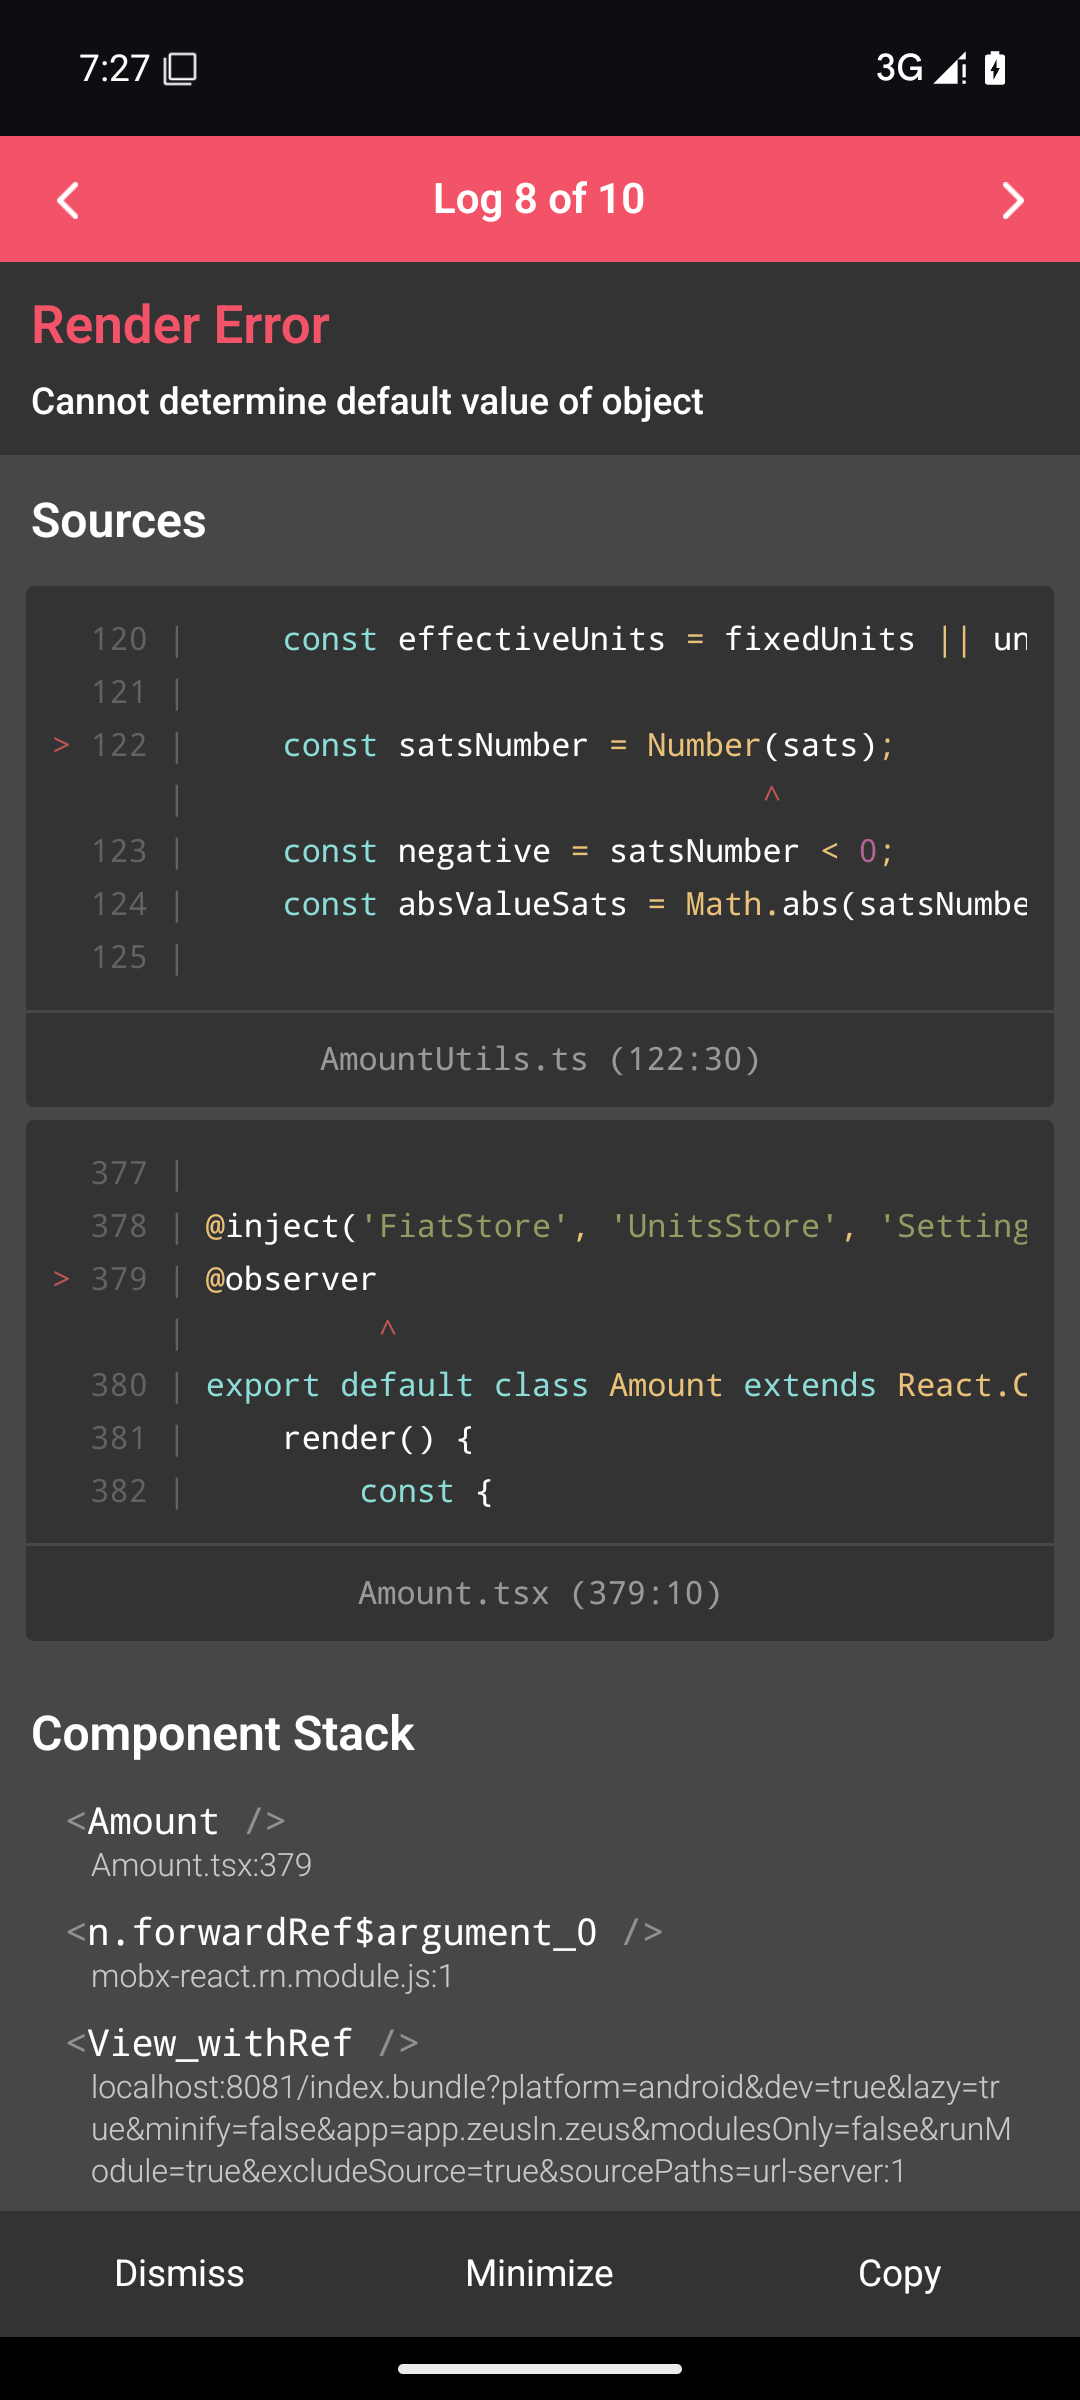 7:27 3G
Log 8 of 10
Render Error
Cannot determine default value of object
Sources
120 | const effectiveUnits = fixedUnits || un
121 |
> 122 | const satsNumber = Number(sats);
| ^
123 | const negative = satsNumber < 0;
124 | const absValueSats = Math.abs(satsNumbe
125 |
AmountUtils.ts (122:30)
377 |
378 | @inject('FiatStore', 'UnitsStore', 'Setting
> 379 | @observer
| ^
380 | export default class Amount extends React.C
381 | render() {
382 | const {
Amount.tsx (379:10)
Component Stack
<Amount />
Amount.tsx:379
<n.forwardRef$argument_0 />
mobx-react.rn.module.js:1
<View_withRef />
localhost:8081/index.bundle?platform=android&dev=true&lazy=tr
ue&minify=false&app=app.zeusln.zeus&modulesOnly=false&runM
odule=true&excludeSource=true&sourcePaths=url-server:1
Dismiss Minimize Copy